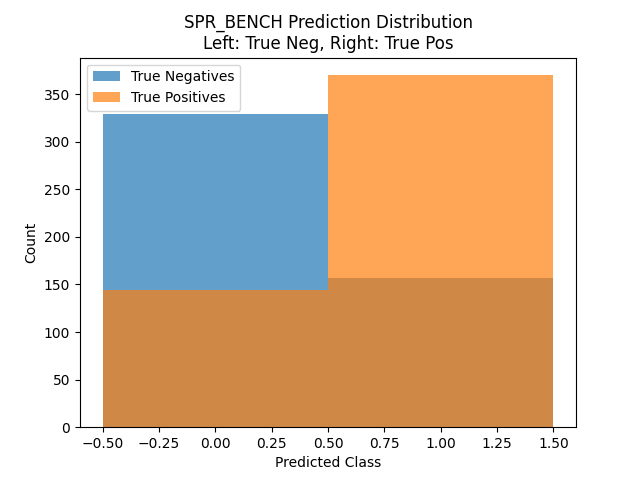 SPR_BENCH Prediction Distribution
Left: True Neg, Right: True Pos
True Negatives
True Positives
350
300
250
200
150
100
50
0
Count
−0.50
−0.25
0.00
0.25
0.50
0.75
1.00
1.25
1.50
Predicted Class